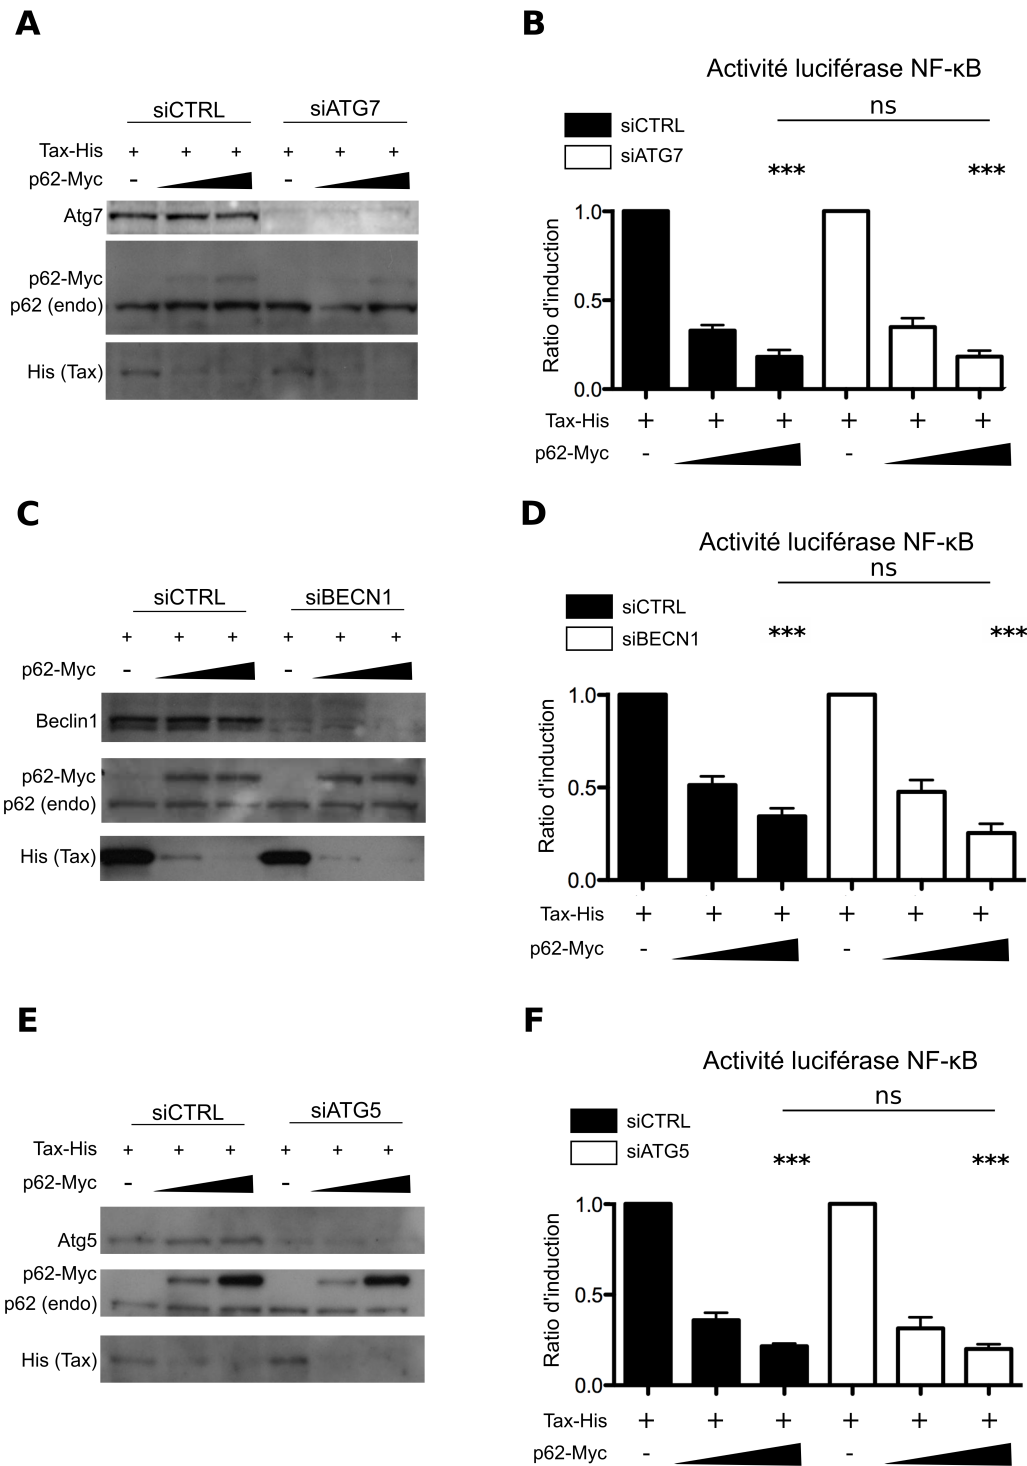 A
siCTRL siATG7
Tax-His + + + + + +
p62-Myc - -
Atg7
p62-Myc
p62 (endo)
His (Tax)
B
Activité luciférase NF-κB
ns
siCTRL
siATG7
*** ***
Ratio d'induction
1.0
0.5
0.0
Tax-His + + + + + +
p62-Myc - -
C
siCTRL siBECN1
+ + + + + +
p62-Myc - -
Beclin1
p62-Myc
p62 (endo)
His (Tax)
D
Activité luciférase NF-κB
ns
siCTRL
siBECN1
*** ***
Ratio d'induction
1.0
0.5
0.0
Tax-His + + + + + +
p62-Myc - -
E
siCTRL siATG5
Tax-His + + + + + +
p62-Myc - -
Atg5
p62-Myc
p62 (endo)
His (Tax)
F
Activité luciférase NF-κB
ns
siCTRL
siATG5
*** ***
Ratio d'induction
1.0
0.5
0.0
Tax-His + + + + + +
p62-Myc - -